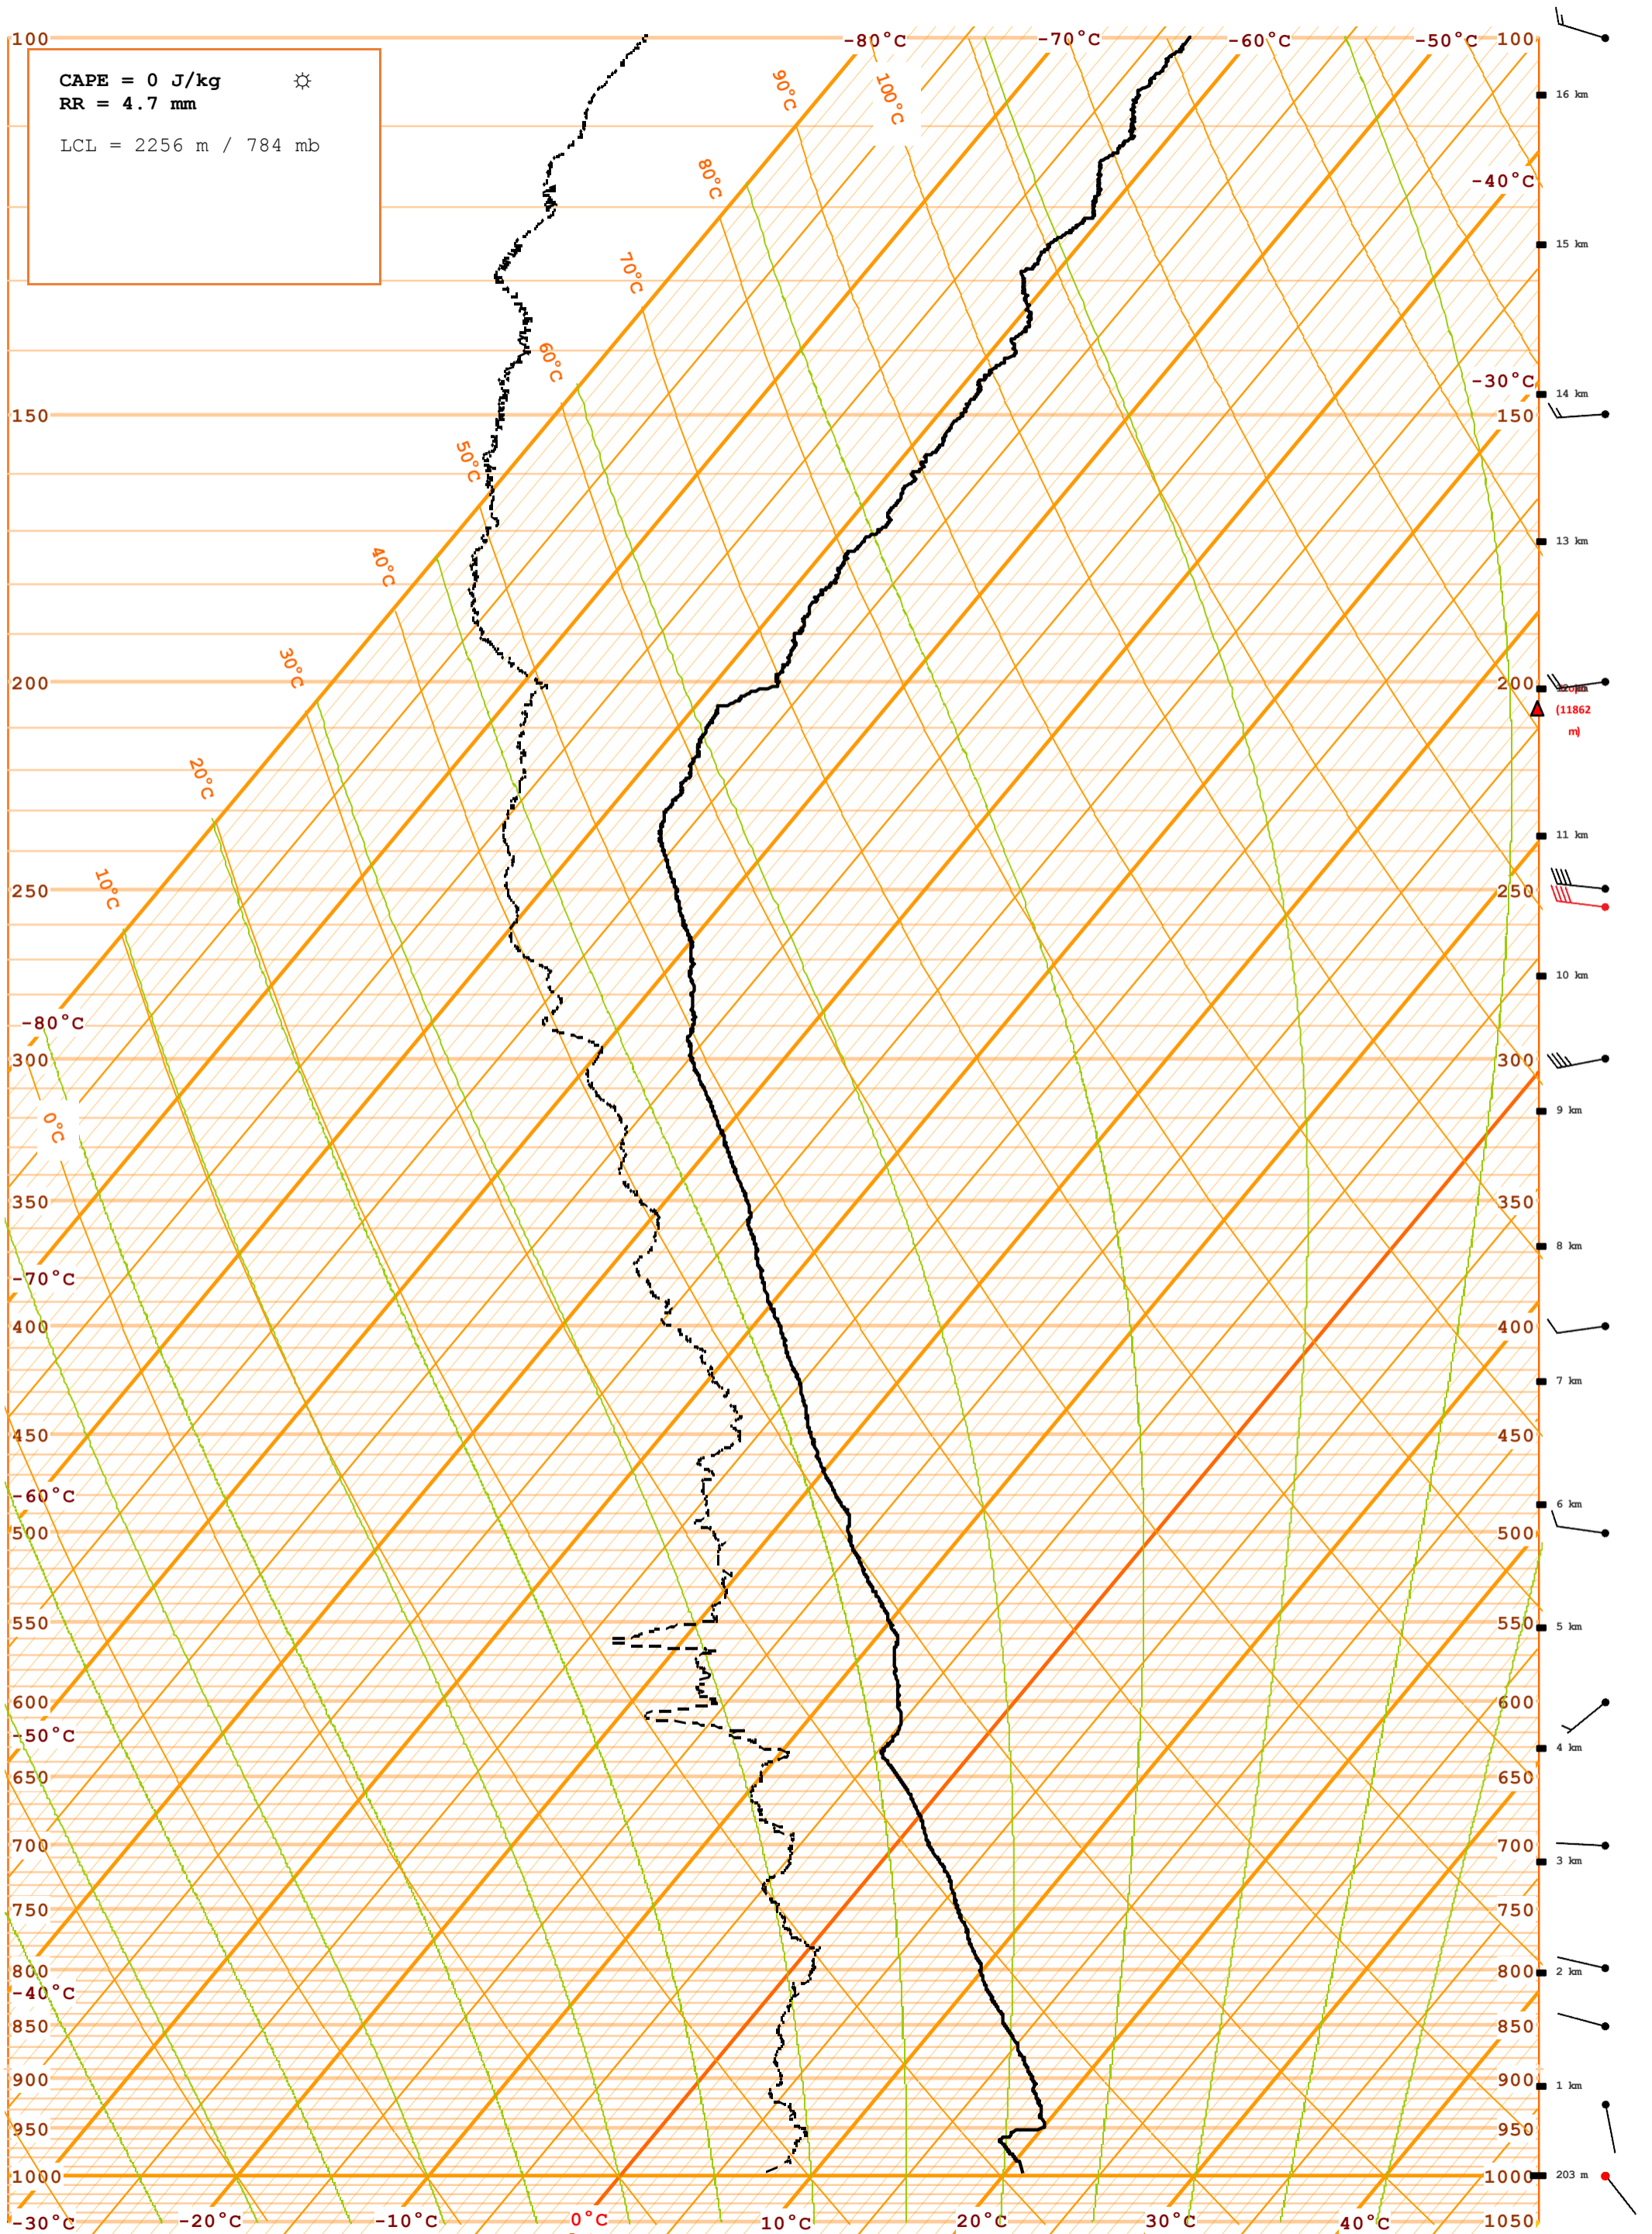 -80°C -70°C -60°C -50°C
100 100
CAPE = 0 J/kg ☼
RR = 4.7 mm
LCL = 2256 m / 784 mb
90°C 100°C
16 km
80°C
-40°C
15 km
70°C
60°C
-30°C
14 km
150 150
50°C
13 km
40°C
30°C
200 200
(11862
m)
20°C
11 km
10°C
250 250
10 km
-80°C
300 300
9 km
0°C
350 350
8 km
-70°C
400 400
7 km
450 450
-60°C
6 km
500 500
550 550
5 km
600 600
-50°C
4 km
650 650
700 700
3 km
750 750
800 800
2 km
-40°C
850 850
900 900
1 km
950 950
1000 1000
203 m
-30°C -20°C -10°C 0°C 10°C 20°C 30°C 40°C 1050